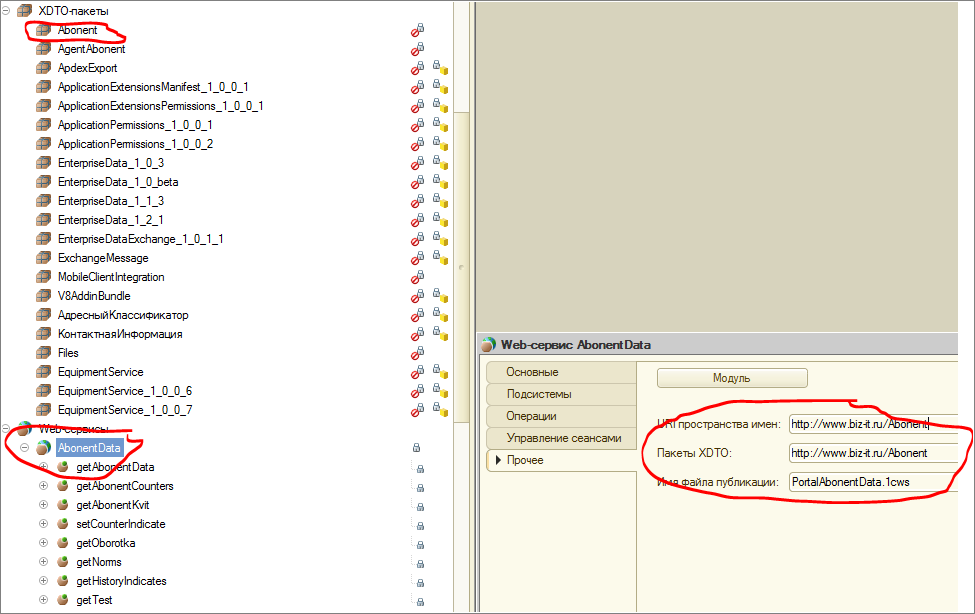 XDTO-пакеты
Abonent
AgentAbonent
ApdexExport
ApplicationExtensionsManifest_1_0_0_1
ApplicationExtensionsPermissions_1_0_0_1
ApplicationPermissions_1_0_0_1
ApplicationPermissions_1_0_0_2
EnterpriseData_1_0_3
EnterpriseData_1_0_beta
EnterpriseData_1_1_3
EnterpriseData_1_2_1
EnterpriseDataExchange_1_0_1_1
ExchangeMessage
MobileClientIntegration
V8AddinBundle
АдресныйКлассификатор
КонтактнаяИнформация
Files
EquipmentService
EquipmentService_1_0_0_6
EquipmentService_1_0_0_7
Web-сервисы
AbonentData
getAbonentData
getAbonentCounters
getAbonentKvit
setCounterIndicate
getOborotka
getNorms
getHistoryIndicates
getTest
Web-сервис AbonentData
Основные
Подсистемы
Операции
Управление сеансами
Прочее
Модуль
URI пространства имен: http://www.biz-it.ru/Abonent
Пакеты XDTO: http://www.biz-it.ru/Abonent
Имя файла публикации: PortalAbonentData.1cws